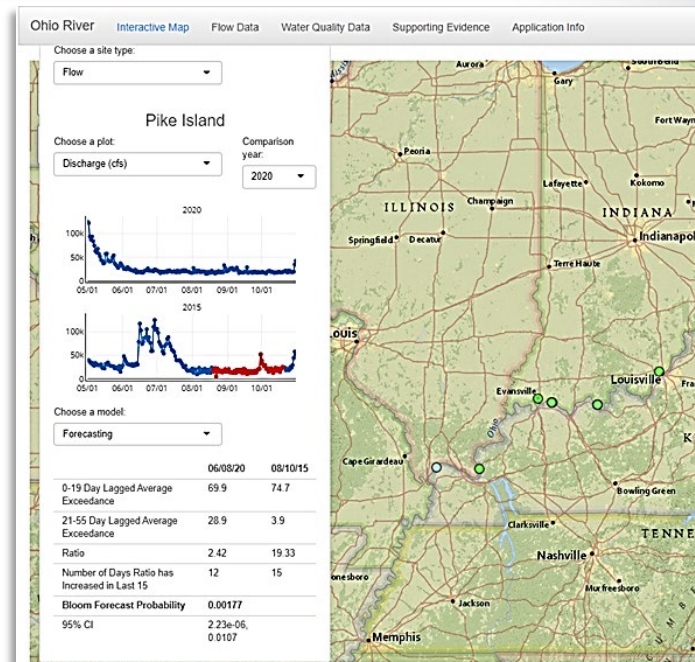 Ohio River Interactive Map Flow Data Water Quality Data Supporting Evidence Application Info
Choose a site type:
Flow
Pike Island
Choose a plot:
Comparison year:
Discharge (cfs)
2020
2020
100k
50k
0
05/01 06/01 07/01 08/01 09/01 10/01
2015
100k
50k
0
05/01 06/01 07/01 08/01 09/01 10/01
Choose a model:
Forecasting
06/08/20 08/10/15
0-19 Day Lagged Average
Exceedance
69.9 74.7
21-55 Day Lagged Average
Exceedance
28.9 3.9
Ratio 2.42 19.33
Number of Days Ratio has
Increased in Last 15
12 15
Bloom Forecast Probability 0.00177
95% CI 2.23e-06,
0.0107
Aurora
Gary
South Bend
Fort Wayn
Peoria
Lafayette
Kokomo
Champaign
ILLINOIS
INDIANA
Springfield
Decatur
Indianapol
Terre Haute
Louis
Evansville
Louisville
Fra
Ohio
K
Cape Girardeau
Bowling Green
Clarksville
TENNE
Nashville
onesboro
Murfreesboro
Jackson
Memphis
C U M B